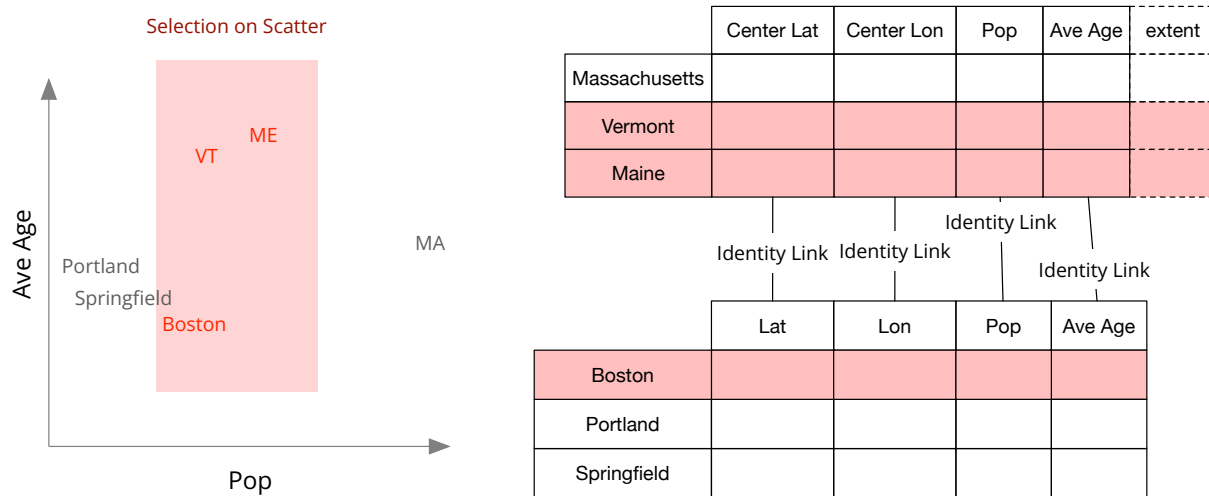 Selection on Scatter
ME
VT
MA
Portland
Springfield
Boston
Ave Age
Pop
Center Lat Center Lon Pop Ave Age extent
Massachusetts
Vermont
Maine
Identity Link Identity Link Identity Link Identity Link
Lat Lon Pop Ave Age
Boston
Portland
Springfield